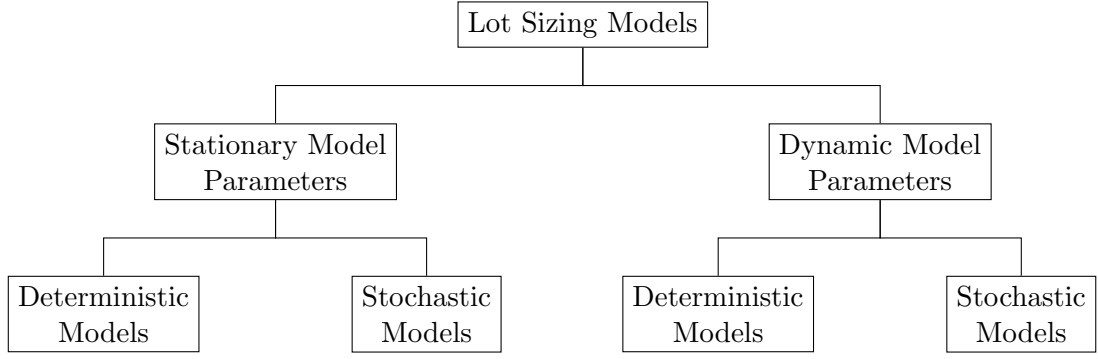 Lot Sizing Models
Stationary Model
Parameters
Dynamic Model
Parameters
Deterministic
Models
Stochastic
Models
Deterministic
Models
Stochastic
Models